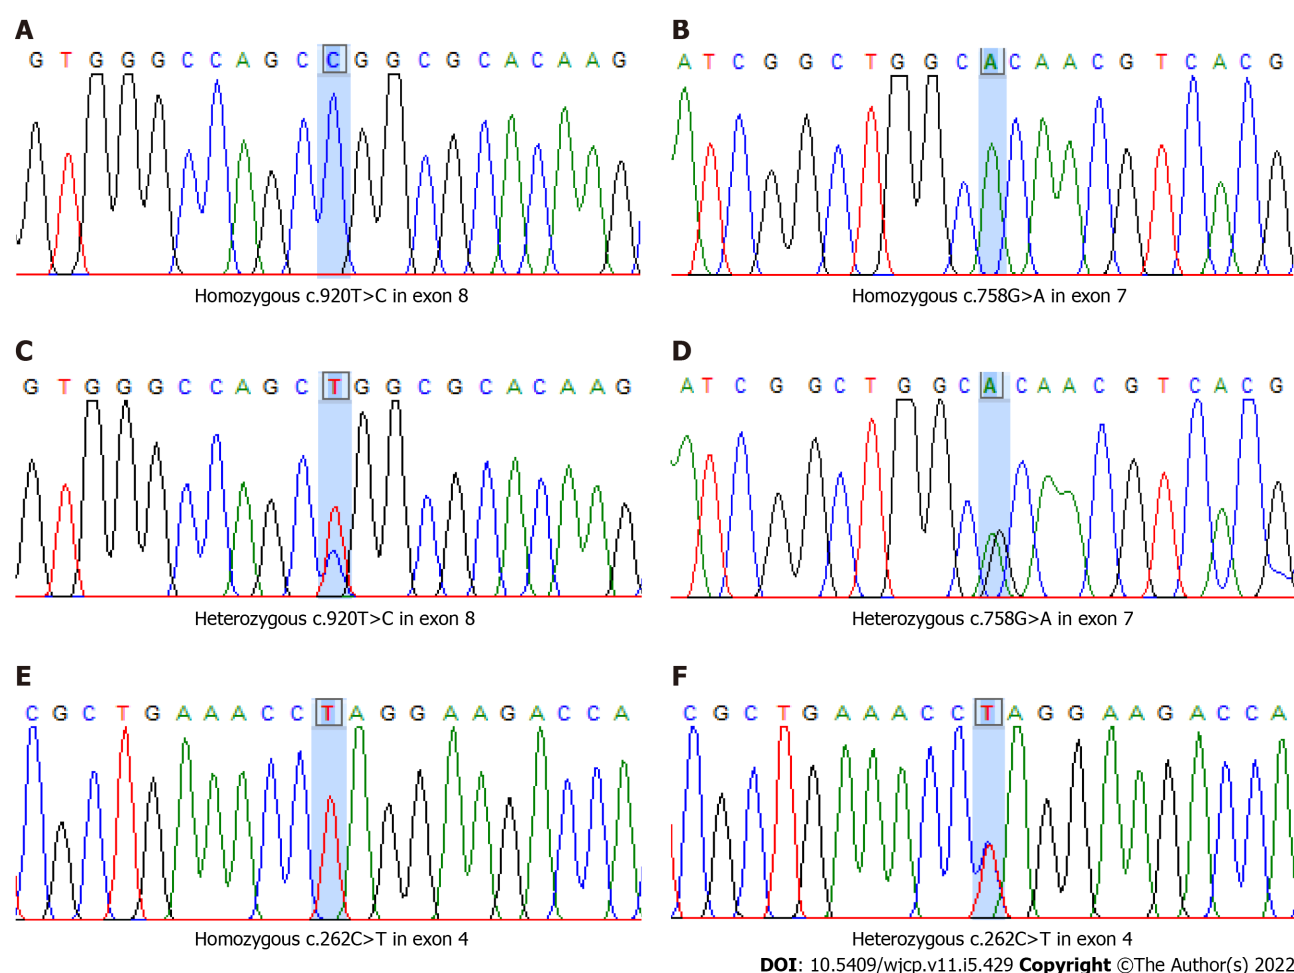 A
G T G G G C C A G C C G G C G C A C A A G
Homozygous c.920T>C in exon 8
B
A T C G G C T G G C A C A A C G T C A C G
Homozygous c.758G>A in exon 7
C
G T G G G C C A G C T G G C G C A C A A G
Heterozygous c.920T>C in exon 8
D
A T C G G C T G G C A C A A C G T C A C G
Heterozygous c.758G>A in exon 7
E
C G C T G A A A C C T A G G A A G A C C A
Homozygous c.262C>T in exon 4
F
C G C T G A A A C C T A G G A A G A C C A
Heterozygous c.262C>T in exon 4
DOI: 10.5409/wjcp.v11.i5.429 Copyright ©The Author(s) 2022